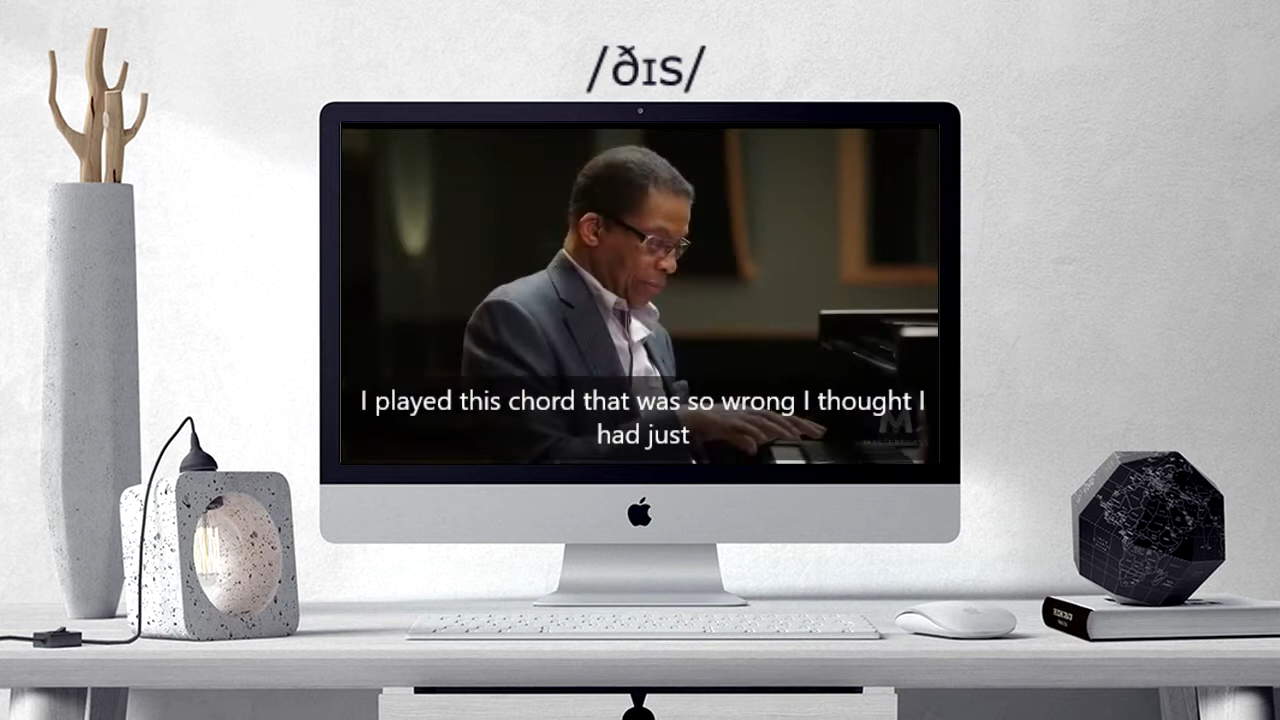 /ðɪs/
I played this chord that was so wrong I thought I
had just